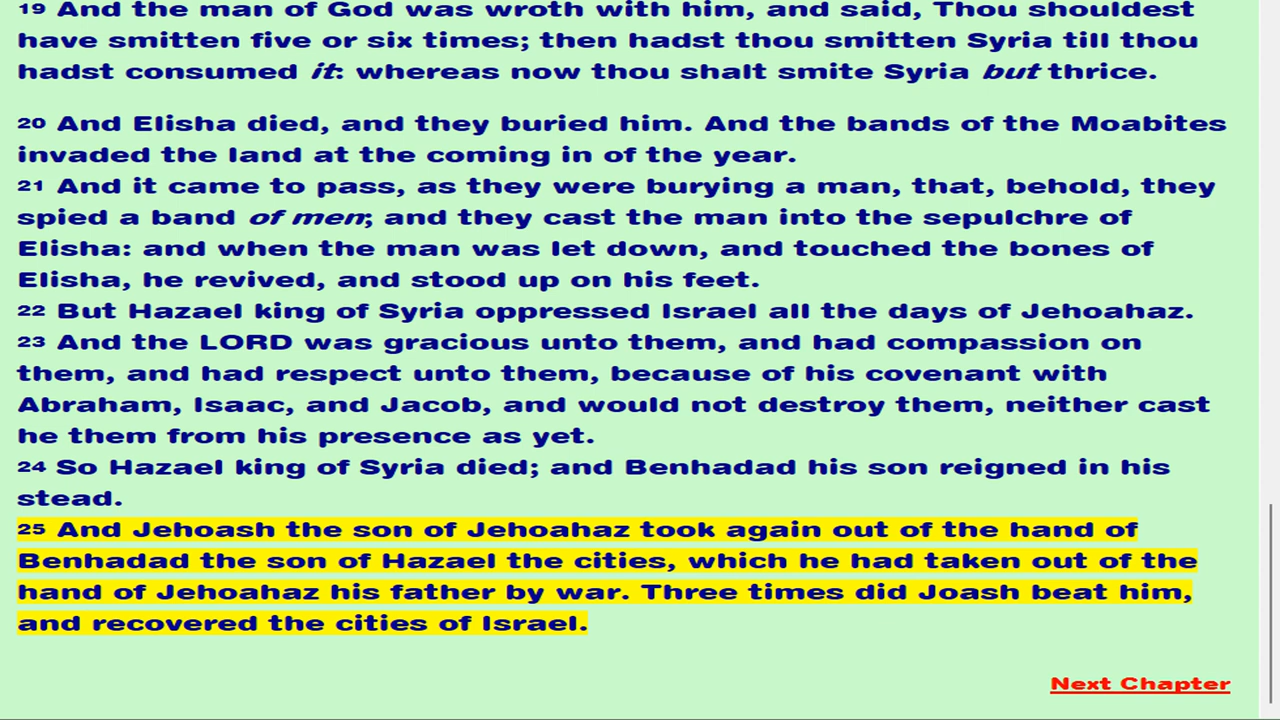 19 And the man of God was wroth with him, and said, Thou shouldest
have smitten five or six times; then hadst thou smitten Syria till thou
hadst consumed it: whereas now thou shalt smite Syria but thrice.
20 And Elisha died, and they buried him. And the bands of the Moabites
invaded the land at the coming in of the year.
21 And it came to pass, as they were burying a man, that, behold, they
spied a band of men; and they cast the man into the sepulchre of
Elisha: and when the man was let down, and touched the bones of
Elisha, he revived, and stood up on his feet.
22 But Hazael king of Syria oppressed Israel all the days of Jehoahaz.
23 And the LORD was gracious unto them, and had compassion on
them, and had respect unto them, because of his covenant with
Abraham, Isaac, and Jacob, and would not destroy them, neither cast
he them from his presence as yet.
24 So Hazael king of Syria died; and Benhadad his son reigned in his
stead.
25 And Jehoash the son of Jehoahaz took again out of the hand of
Benhadad the son of Hazael the cities, which he had taken out of the
hand of Jehoahaz his father by war. Three times did Joash beat him,
and recovered the cities of Israel.
Next Chapter